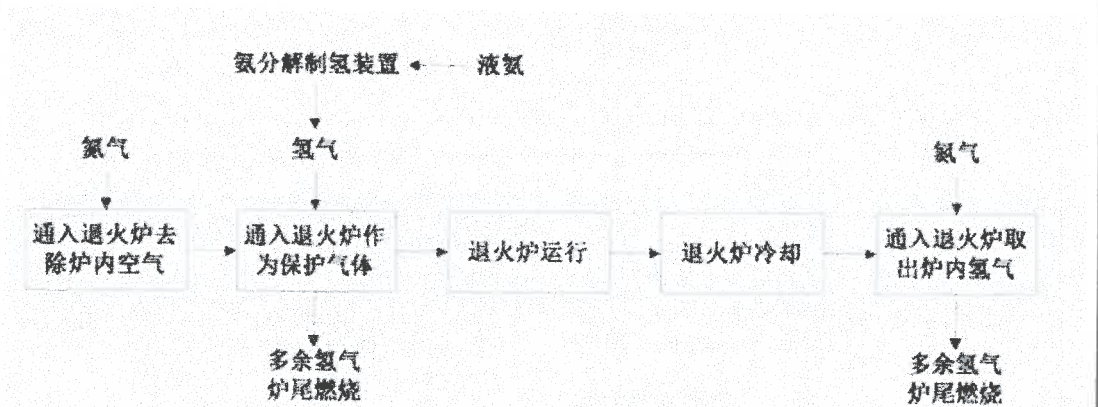 氨分解制氢装置
液氨
氮气
氢气
氮气
通入退火炉去
除炉内空气
通入退火炉作
为保护气体
退火炉运行
退火炉冷却
通入退火炉取
出炉内氢气
多余氢气
炉尾燃烧
多余氢气
炉尾燃烧